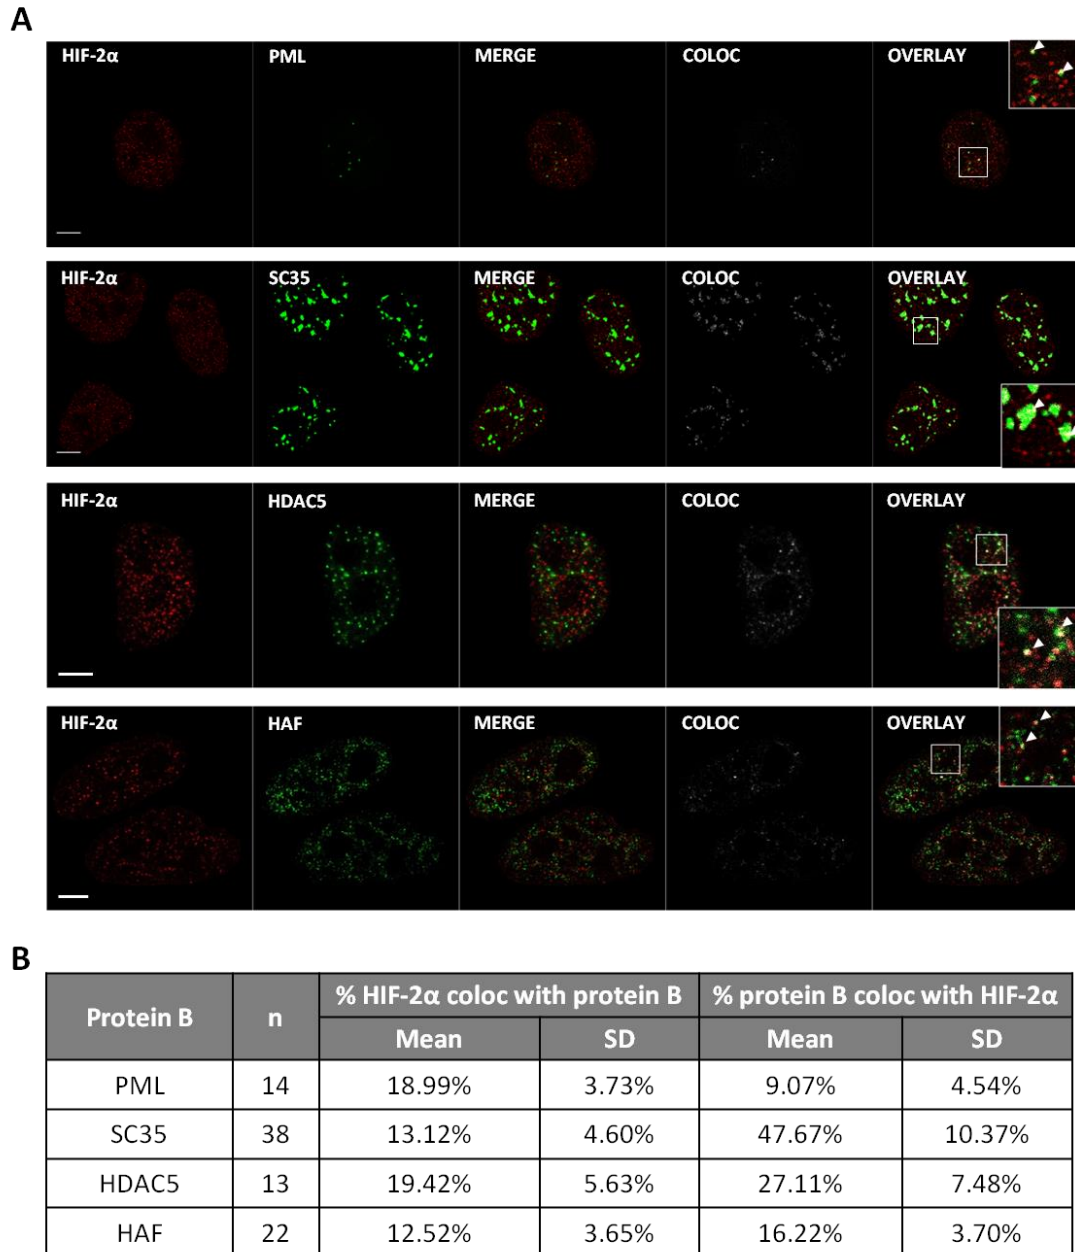 A
HIF-2α PML MERGE COLOC OVERLAY
HIF-2α SC35 MERGE COLOC OVERLAY
HIF-2α HDAC5 MERGE COLOC OVERLAY
HIF-2α HAF MERGE COLOC OVERLAY
B
Protein B n % HIF-2α coloc with protein B % protein B coloc with HIF-2α
Mean SD Mean SD
PML 14 18.99% 3.73% 9.07% 4.54%
SC35 38 13.12% 4.60% 47.67% 10.37%
HDAC5 13 19.42% 5.63% 27.11% 7.48%
HAF 22 12.52% 3.65% 16.22% 3.70%